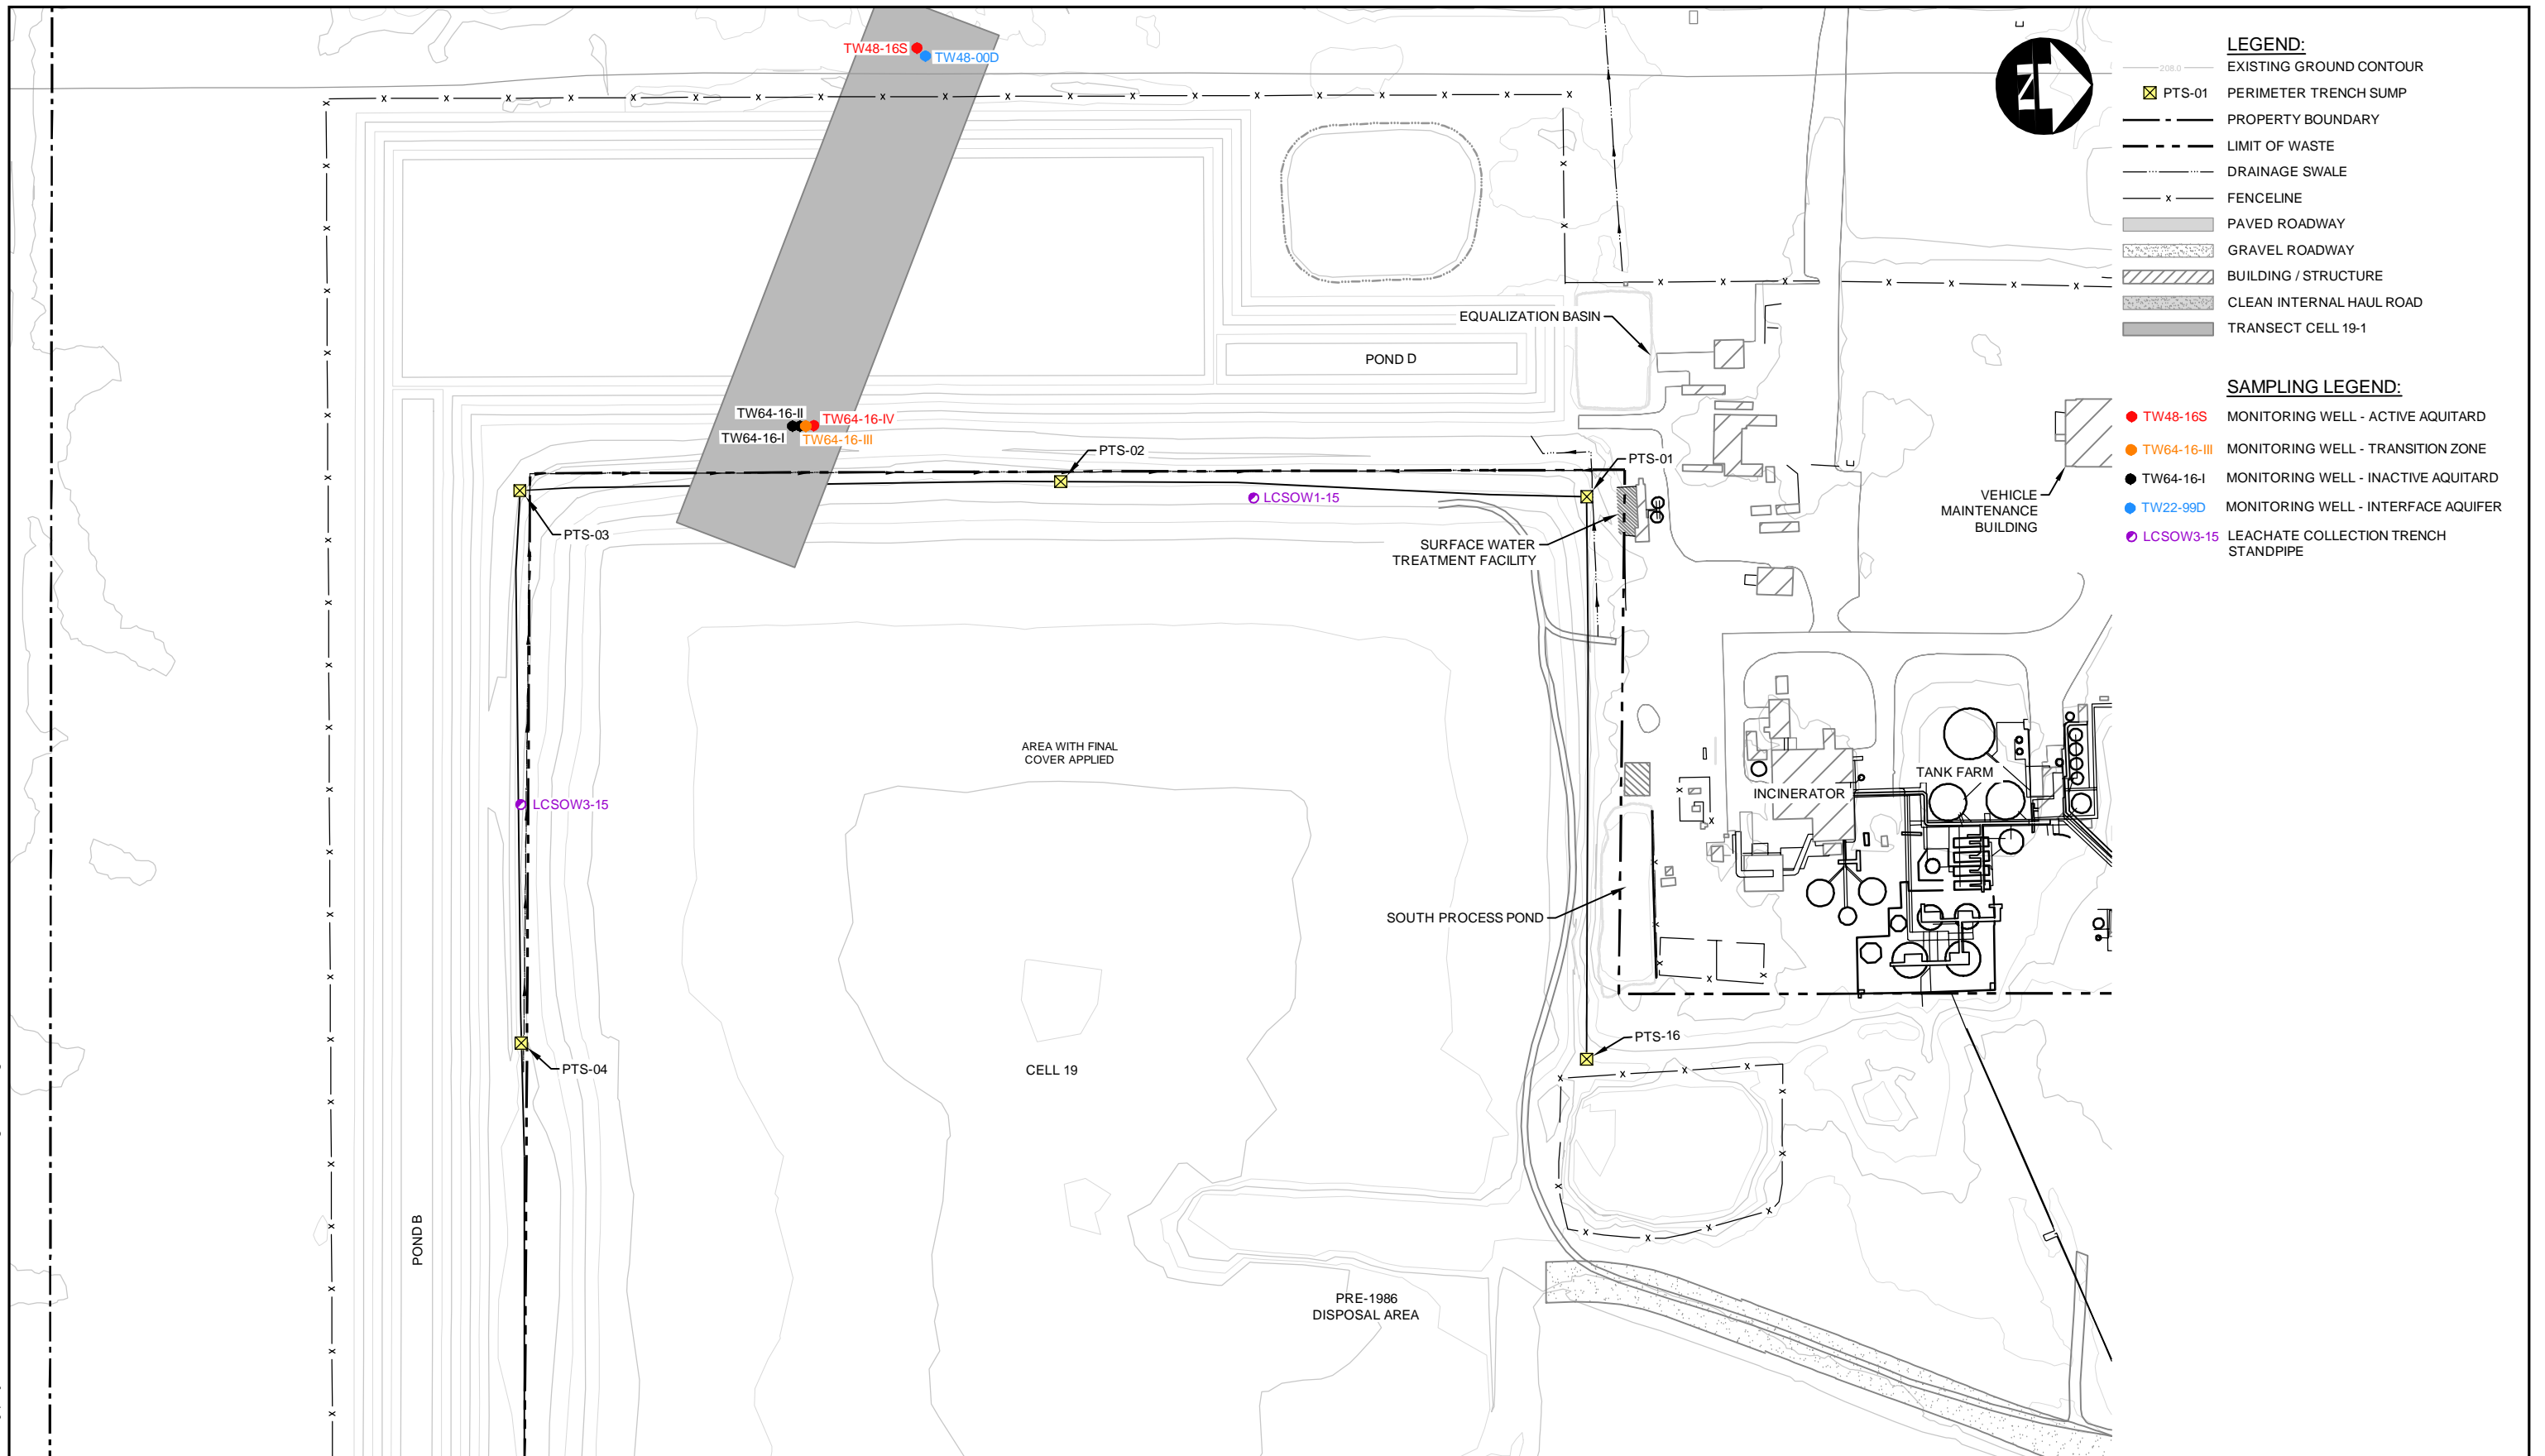 TW48-16S
TW48-00D
N
EQUALIZATION BASIN
POND D
TW64-16-II
TW64-16-IV
TW64-16-I
TW64-16-III
PTS-02
PTS-01
LCSOW1-15
PTS-03
SURFACE WATER
TREATMENT FACILITY
VEHICLE
MAINTENANCE
BUILDING
AREA WITH FINAL
COVER APPLIED
LCSOW3-15
TANK FARM
INCINERATOR
SOUTH PROCESS POND
PTS-16
PTS-04
CELL 19
POND B
PRE-1986
DISPOSAL AREA
LEGEND:
208.0 EXISTING GROUND CONTOUR
PTS-01 PERIMETER TRENCH SUMP
PROPERTY BOUNDARY
LIMIT OF WASTE
DRAINAGE SWALE
x FENCELINE
PAVED ROADWAY
GRAVEL ROADWAY
BUILDING / STRUCTURE
CLEAN INTERNAL HAUL ROAD
TRANSECT CELL 19-1
SAMPLING LEGEND:
TW48-16S MONITORING WELL - ACTIVE AQUITARD
TW64-16-III MONITORING WELL - TRANSITION ZONE
TW64-16-I MONITORING WELL - INACTIVE AQUITARD
TW22-99D MONITORING WELL - INTERFACE AQUIFER
LCSOW3-15 LEACHATE COLLECTION TRENCH
STANDPIPE